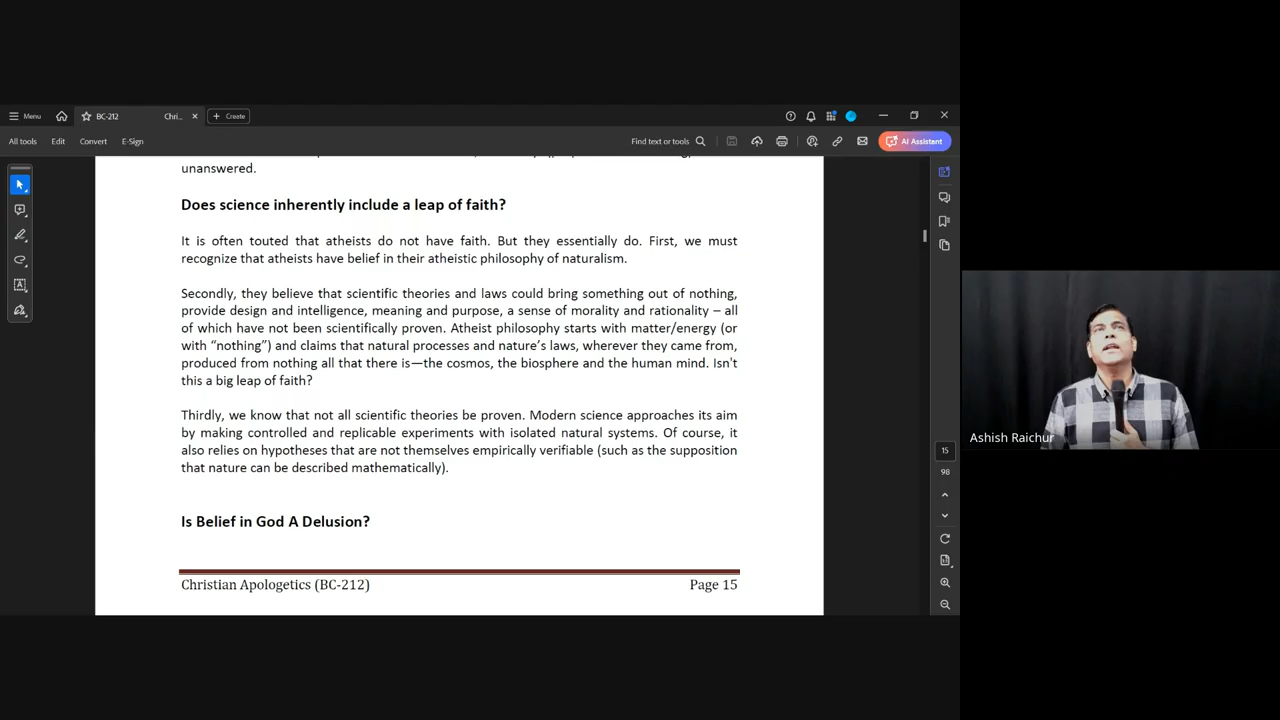 Menu
BC-212
Chri...
Create
All tools
Edit
Convert
E-Sign
Find text or tools
AI Assistant
unanswered.
Does science inherently include a leap of faith?
It is often touted that atheists do not have faith. But they essentially do. First, we must
recognize that atheists have belief in their atheistic philosophy of naturalism.
Secondly, they believe that scientific theories and laws could bring something out of nothing,
provide design and intelligence, meaning and purpose, a sense of morality and rationality – all
of which have not been scientifically proven. Atheist philosophy starts with matter/energy (or
with “nothing”) and claims that natural processes and nature’s laws, wherever they came from,
produced from nothing all that there is—the cosmos, the biosphere and the human mind. Isn't
this a big leap of faith?
Thirdly, we know that not all scientific theories be proven. Modern science approaches its aim
by making controlled and replicable experiments with isolated natural systems. Of course, it
also relies on hypotheses that are not themselves empirically verifiable (such as the supposition
that nature can be described mathematically).
Is Belief in God A Delusion?
Christian Apologetics (BC-212)
Page 15
15
98
Ashish Raichur